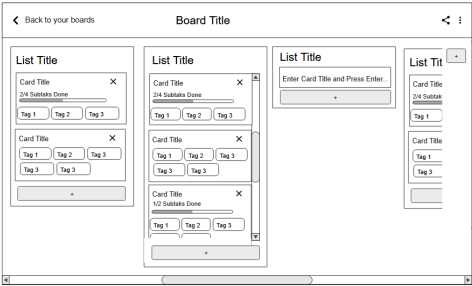 Back to your boards
Board Title
List Title
Card Title
2/4 Subtaks Done
Tag 1 Tag 2 Tag 3
Card Title
Tag 1 Tag 2 Tag 3
Tag 3 Tag 3
+
List Title
Card Title
2/4 Subtaks Done
Tag 1 Tag 2 Tag 3
Card Title
Tag 1 Tag 2 Tag 3
Tag 3 Tag 3
Card Title
1/2 Subtaks Done
Tag 1 Tag 2 Tag 3
+
List Title
Enter Card Title and Press Enter...
+
List Title
Card Title
2/4 Subtak
Tag 1
Card Title
Tag 1
Tag 3
+